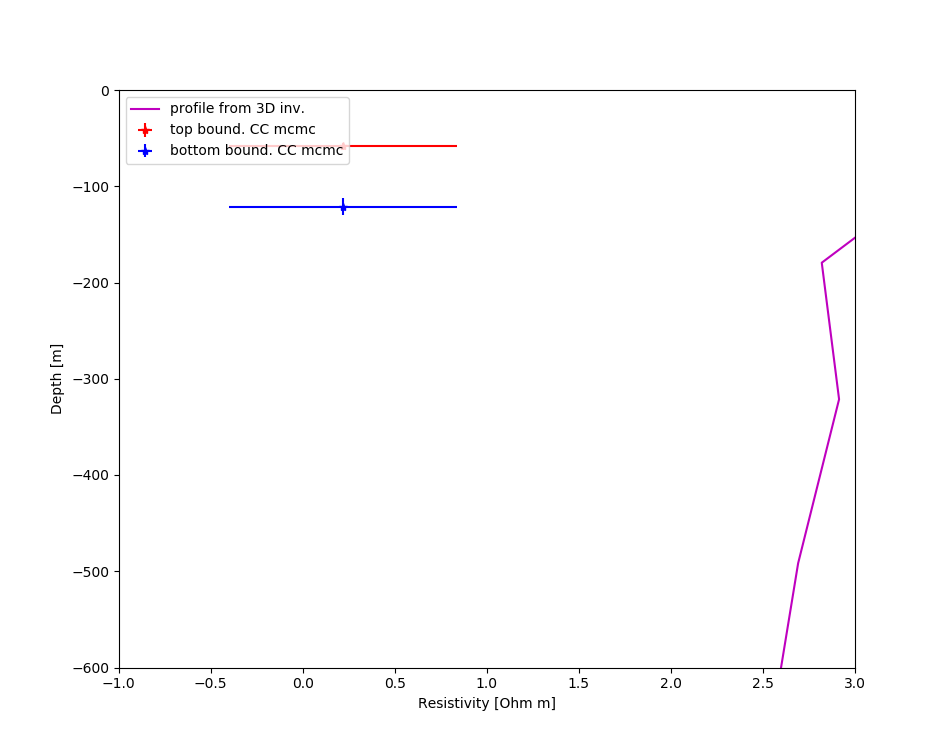 0
profile from 3D inv.
top bound. CC mcmc
bottom bound. CC mcmc
−100
−200
−300
Depth [m]
−400
−500
−600
−1.0 −0.5 0.0 0.5 1.0 1.5 2.0 2.5 3.0
Resistivity [Ohm m]